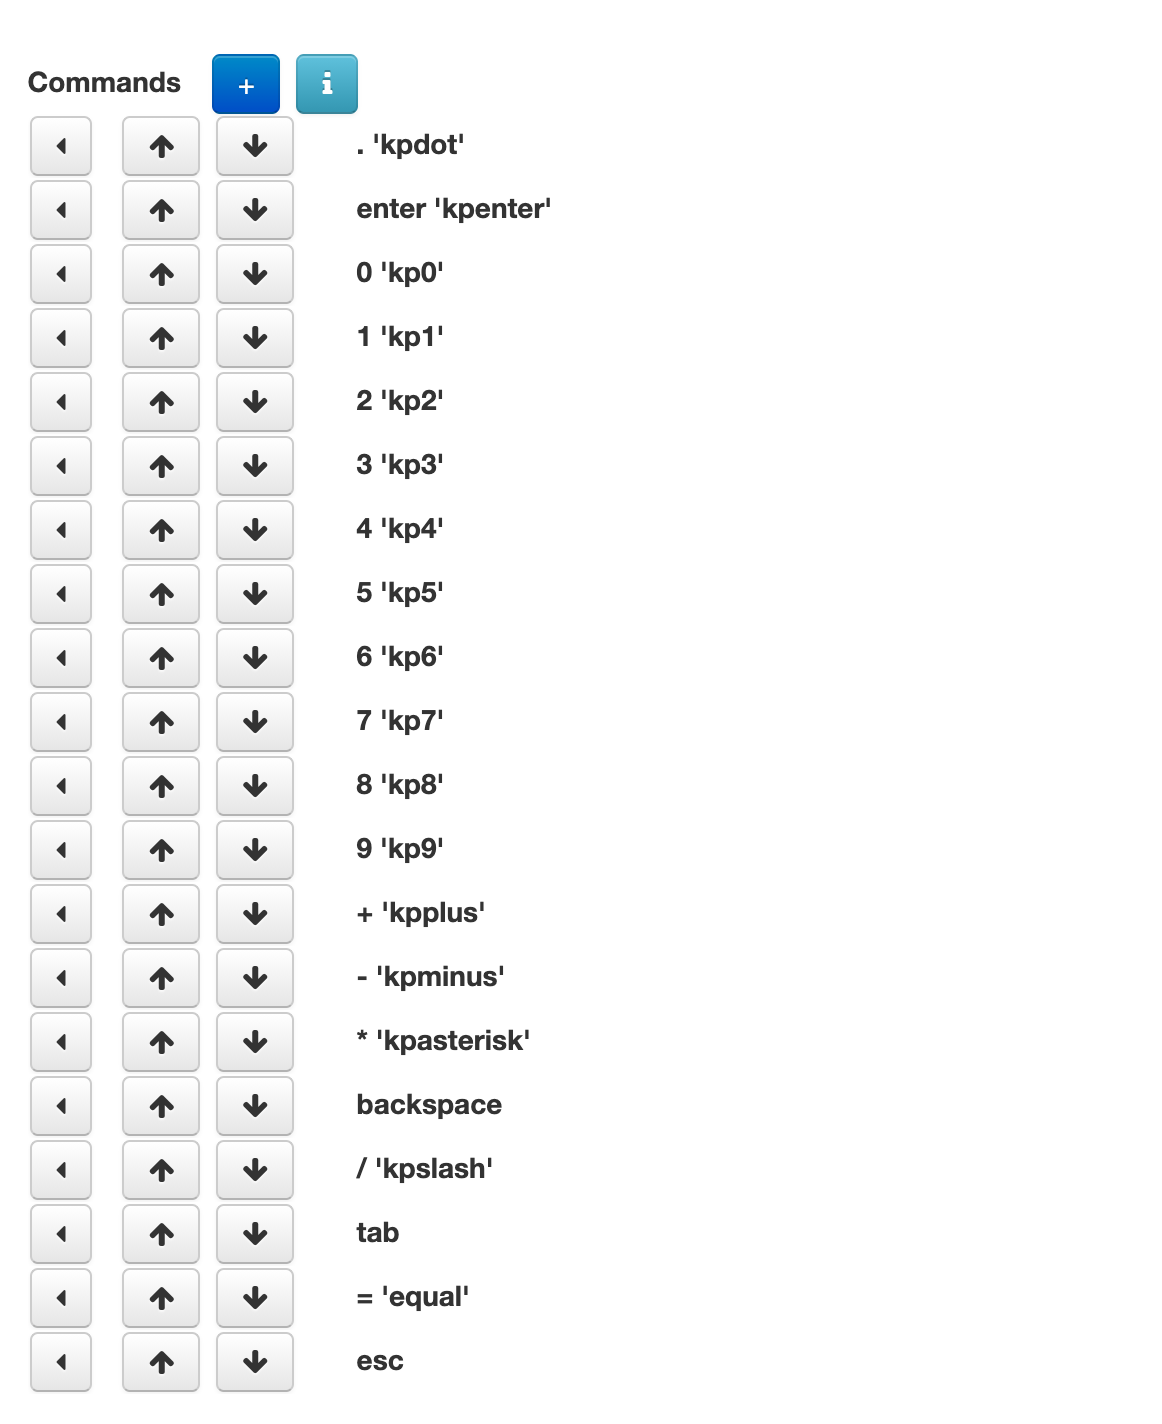 Commands + i
. 'kpdot'
enter 'kpenter'
0 'kp0'
1 'kp1'
2 'kp2'
3 'kp3'
4 'kp4'
5 'kp5'
6 'kp6'
7 'kp7'
8 'kp8'
9 'kp9'
+ 'kpplus'
- 'kpminus'
* 'kpasterisk'
backspace
/ 'kpslash'
tab
= 'equal'
esc